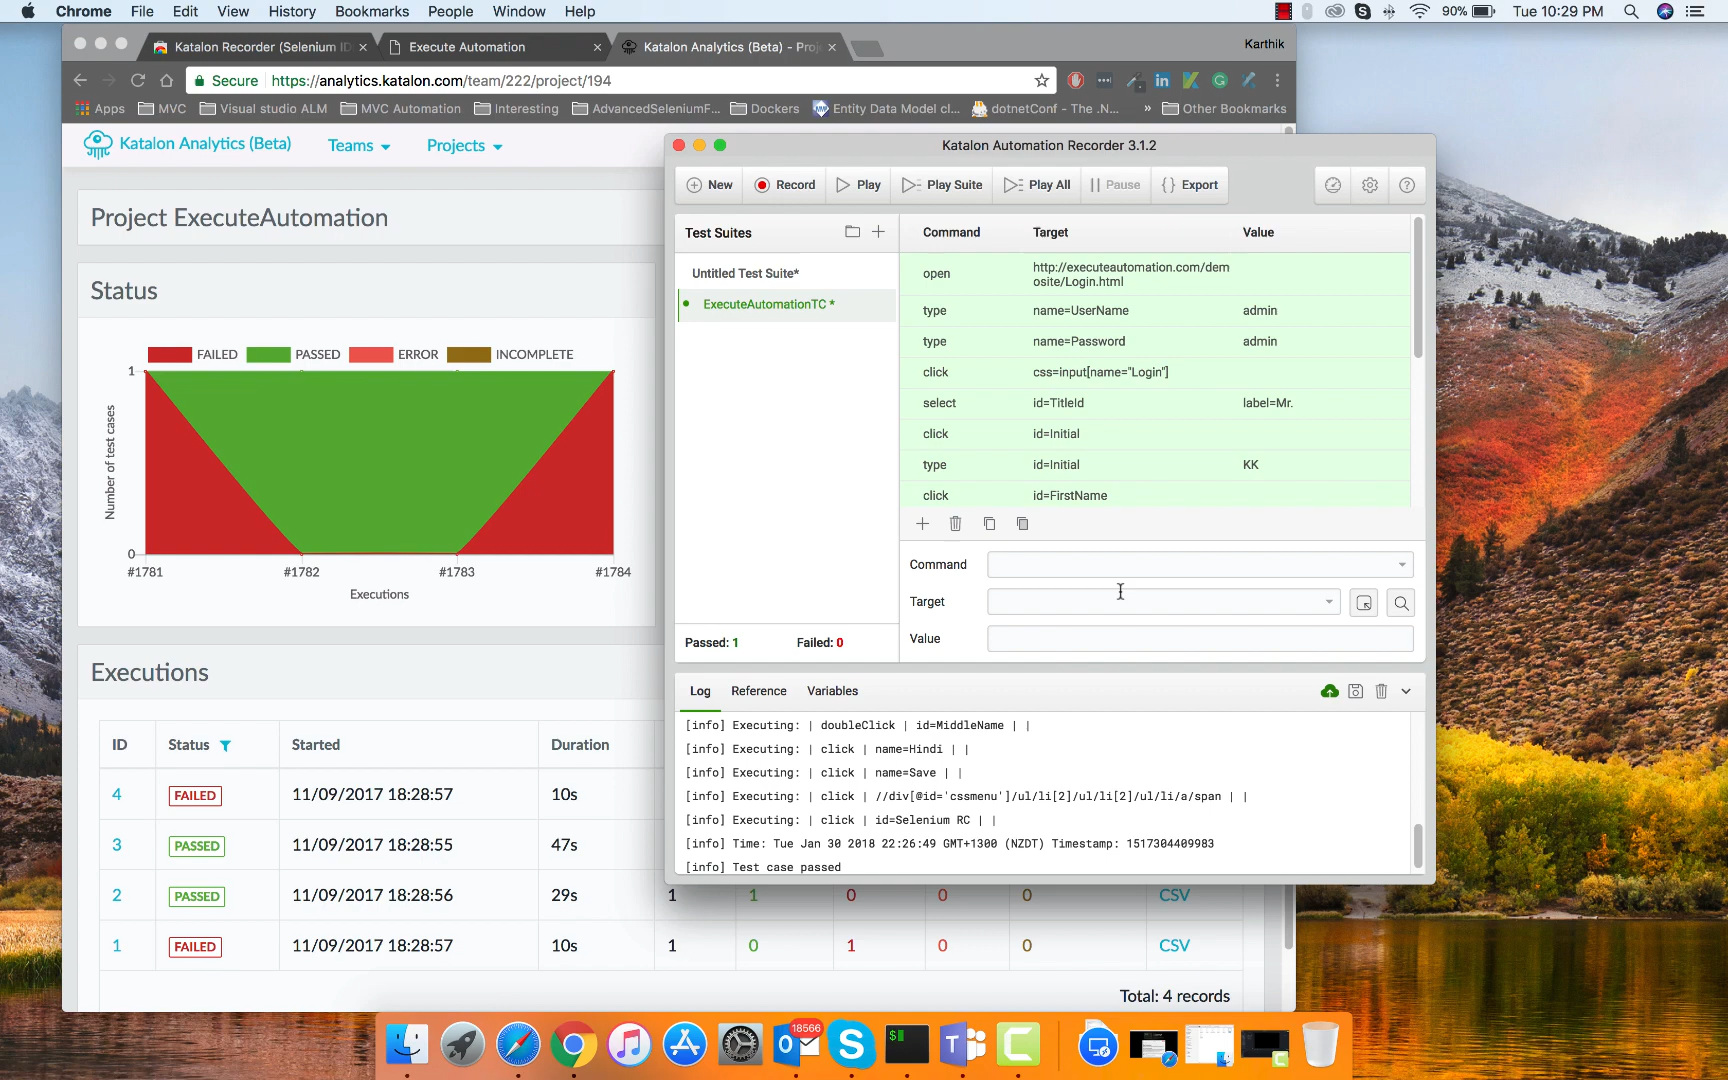 Chrome File Edit View History Bookmarks People Window Help 90% Tue 10:29 PM
Katalon Recorder (Selenium ID Execute Automation Katalon Analytics (Beta) - Proj Karthik
Secure https://analytics.katalon.com/team/222/project/194
Apps MVC Visual studio ALM MVC Automation Interesting AdvancedSeleniumF... Dockers Entity Data Model cl... dotnetConf - The .N... » Other Bookmarks
Katalon Analytics (Beta) Teams Projects
Project ExecuteAutomation
Status
FAILED PASSED ERROR INCOMPLETE
1
Number of test cases
0
#1781 #1782 #1783 #1784
Executions
Executions
ID Status Started Duration
4 FAILED 11/09/2017 18:28:57 10s
3 PASSED 11/09/2017 18:28:55 47s
2 PASSED 11/09/2017 18:28:56 29s 1 1 0 0 0 CSV
1 FAILED 11/09/2017 18:28:57 10s 1 0 1 0 0 CSV
Total: 4 records
Katalon Automation Recorder 3.1.2
New Record Play Play Suite Play All Pause Export
Test Suites
Untitled Test Suite*
ExecuteAutomationTC *
Passed: 1 Failed: 0
Command Target Value
open http://executeautomation.com/dem
osite/Login.html
type name=UserName admin
type name=Password admin
click css=input[name="Login"]
select id=TitleId label=Mr.
click id=Initial
type id=Initial KK
click id=FirstName
Command
Target
Value
Log Reference Variables
[info] Executing: | doubleClick | id=MiddleName | |
[info] Executing: | click | name=Hindi | |
[info] Executing: | click | name=Save | |
[info] Executing: | click | //div[@id='cssmenu']/ul/li[2]/ul/li[2]/ul/li/a/span | |
[info] Executing: | click | id=Selenium RC | |
[info] Time: Tue Jan 30 2018 22:26:49 GMT+1300 (NZDT) Timestamp: 1517304409983
[info] Test case passed
18566